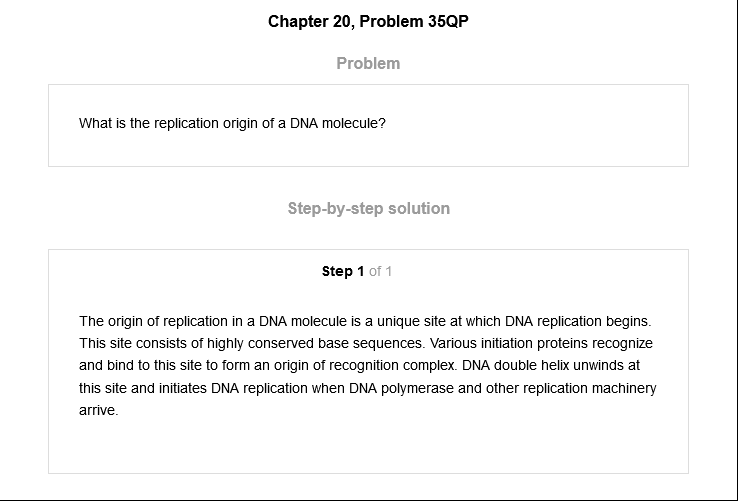 Chapter 20, Problem 35QP
Problem
What is the replication origin of a DNA molecule?
Step-by-step solution
Step 1 of 1
The origin of replication in a DNA molecule is a unique site at which DNA replication begins.
This site consists of highly conserved base sequences. Various initiation proteins recognize
and bind to this site to form an origin of recognition complex. DNA double helix unwinds at
this site and initiates DNA replication when DNA polymerase and other replication machinery
arrive.